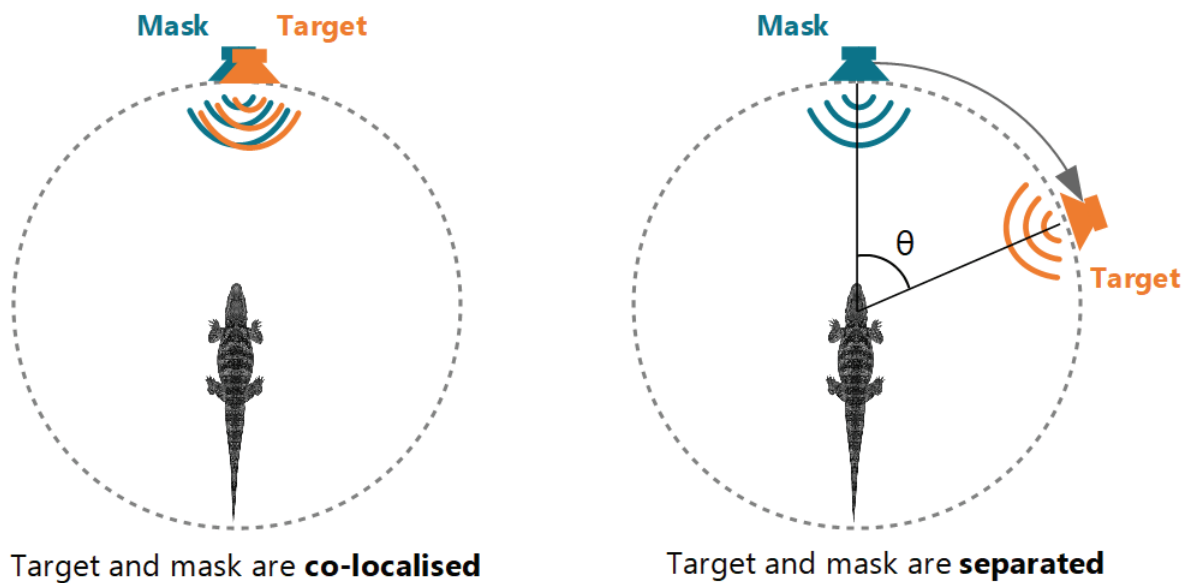 Mask Target
Mask
θ
Target
Target and mask are co-localised
Target and mask are separated